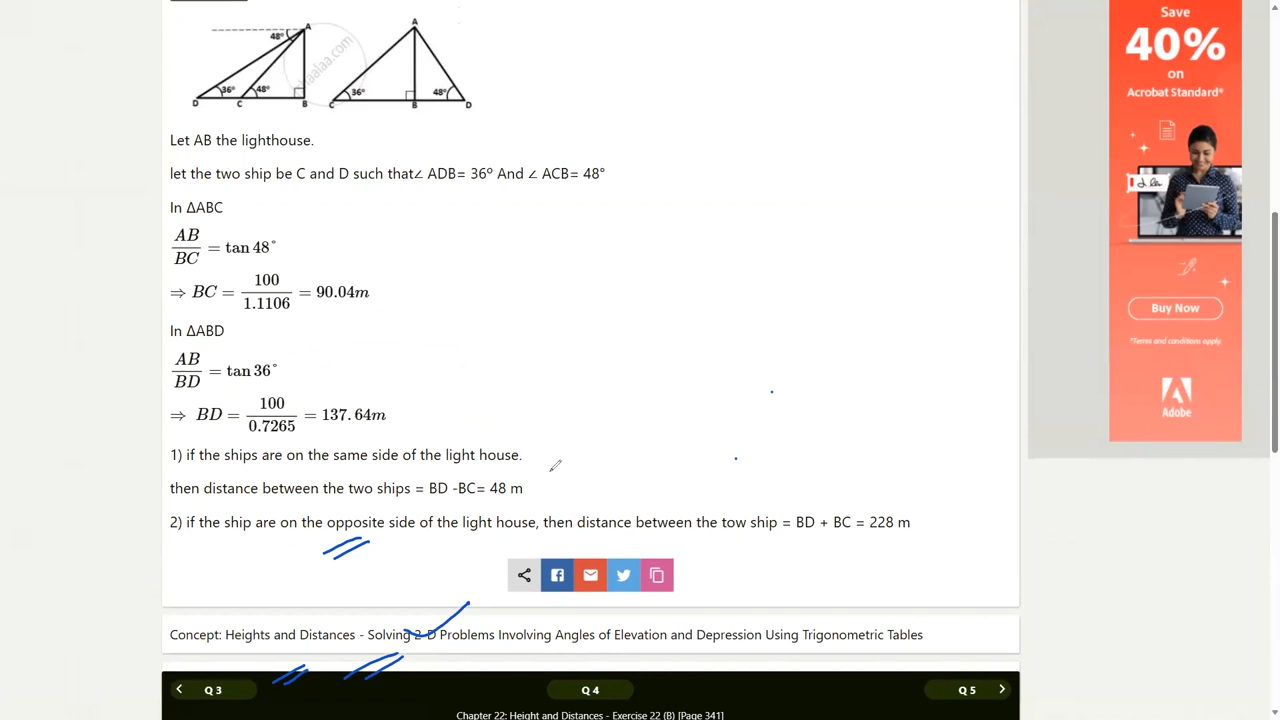 A
48°
36°
48°
D
C
B
haalaa.com
A
36°
48°
C
B
D
Let AB the lighthouse.
let the two ship be C and D such that∠ ADB= 36° And ∠ ACB= 48°
In ΔABC
AB/BC = tan 48°
⇒ BC = 100/1.1106 = 90.04m
In ΔABD
AB/BD = tan 36°
⇒ BD = 100/0.7265 = 137.64m
1) if the ships are on the same side of the light house.
then distance between the two ships = BD -BC= 48 m
2) if the ship are on the opposite side of the light house, then distance between the tow ship = BD + BC = 228 m
Concept: Heights and Distances - Solving 2-D Problems Involving Angles of Elevation and Depression Using Trigonometric Tables
Q 3
Q 4
Q 5
Chapter 22: Height and Distances - Exercise 22 (B) [Page 341]
Save
40%
on
Acrobat Standard*
Buy Now
*Terms and conditions apply.
Adobe